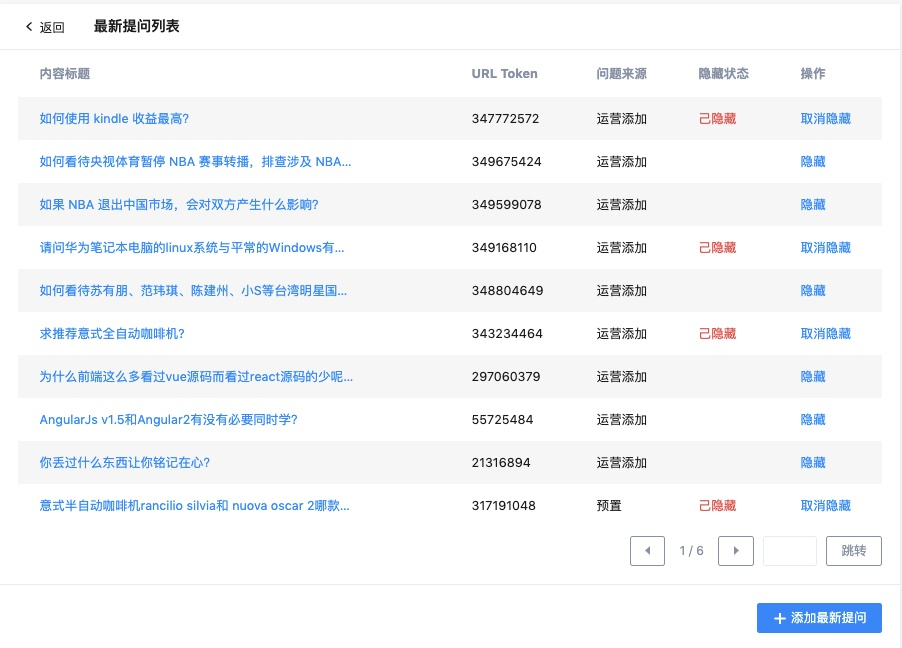 返回 最新提问列表
内容标题 URL Token 问题来源 隐藏状态 操作
如何使用 kindle 收益最高? 347772572 运营添加 已隐藏 取消隐藏
如何看待央视体育暂停 NBA 赛事转播，排查涉及 NBA... 349675424 运营添加 隐藏
如果 NBA 退出中国市场，会对双方产生什么影响? 349599078 运营添加 隐藏
请问华为笔记本电脑的linux系统与平常的Windows有... 349168110 运营添加 已隐藏 取消隐藏
如何看待苏有朋、范玮琪、陈建州、小S等台湾明星国... 348804649 运营添加 隐藏
求推荐意式全自动咖啡机? 343234464 运营添加 已隐藏 取消隐藏
为什么前端这么多看过vue源码而看过react源码的少呢... 297060379 运营添加 隐藏
AngularJs v1.5和Angular2有没有必要同时学? 55725484 运营添加 隐藏
你丢过什么东西让你铭记在心? 21316894 运营添加 隐藏
意式半自动咖啡机rancilio silvia和 nuova oscar 2哪款... 317191048 预置 已隐藏 取消隐藏
1 / 6 跳转
+ 添加最新提问